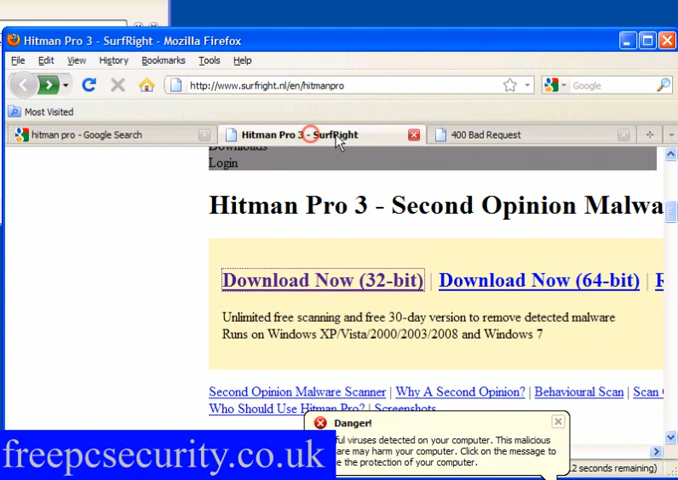 Hitman Pro 3 - SurfRight - Mozilla Firefox
File Edit View History Bookmarks Tools Help
http://www.surfright.nl/en/hitmanpro
Google
Most Visited
hitman pro - Google Search
Hitman Pro 3 - SurfRight
400 Bad Request
Downloads
Login
Hitman Pro 3 - Second Opinion Malwa
Download Now (32-bit) | Download Now (64-bit) | R
Unlimited free scanning and free 30-day version to remove detected malware
Runs on Windows XP/Vista/2000/2003/2008 and Windows 7
Second Opinion Malware Scanner | Why A Second Opinion? | Behavioural Scan | Scan
Who Should Use Hitman Pro? | Screenshots
Danger!
ful viruses detected on your computer. This malicious
are may harm your computer. Click on the message to
e the protection of your computer.
.2 seconds remaining)
freepcsecurity.co.uk